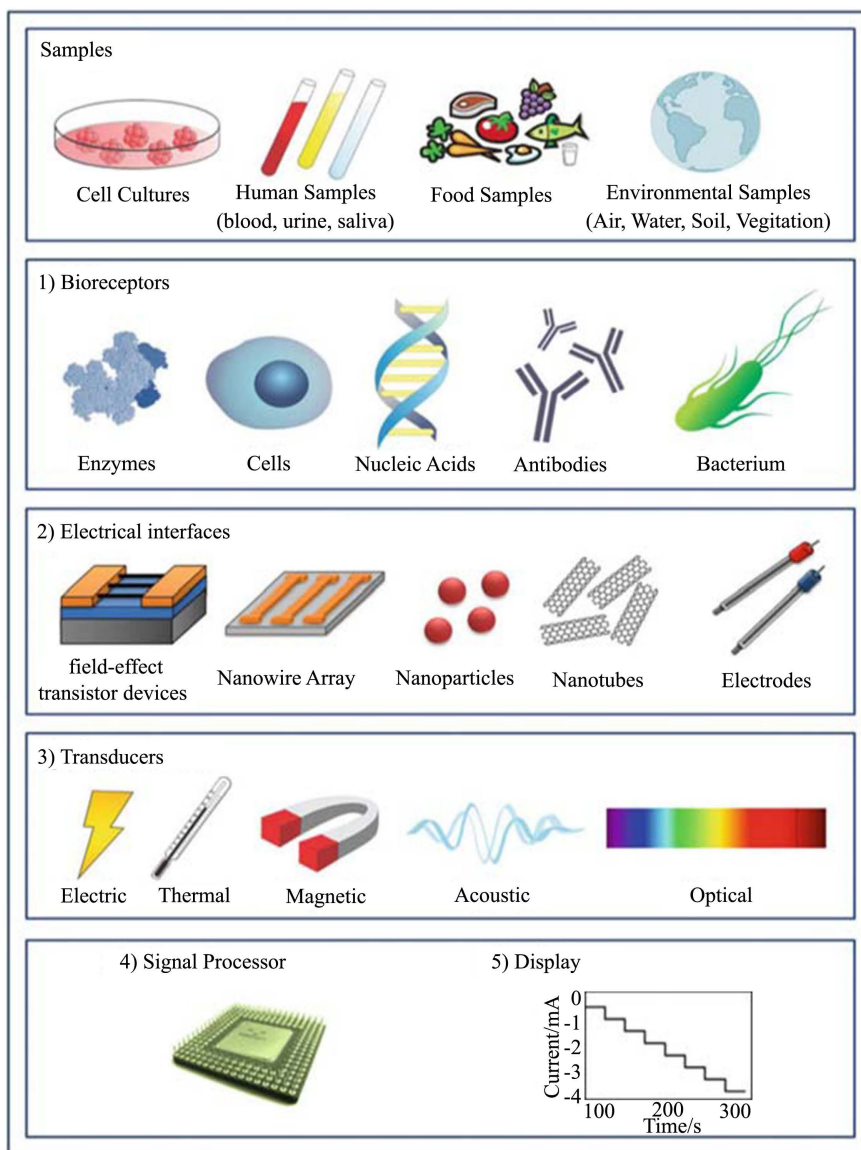 Samples
Cell Cultures
Human Samples
(blood, urine, saliva)
Food Samples
Environmental Samples
(Air, Water, Soil, Vegitation)
1) Bioreceptors
Enzymes
Cells
Nucleic Acids
Antibodies
Bacterium
2) Electrical interfaces
field-effect
transistor devices
Nanowire Array
Nanoparticles
Nanotubes
Electrodes
3) Transducers
Electric
Thermal
Magnetic
Acoustic
Optical
4) Signal Processor
5) Display
Current/mA
0
-1
-2
-3
-4
100
200
300
Time/s